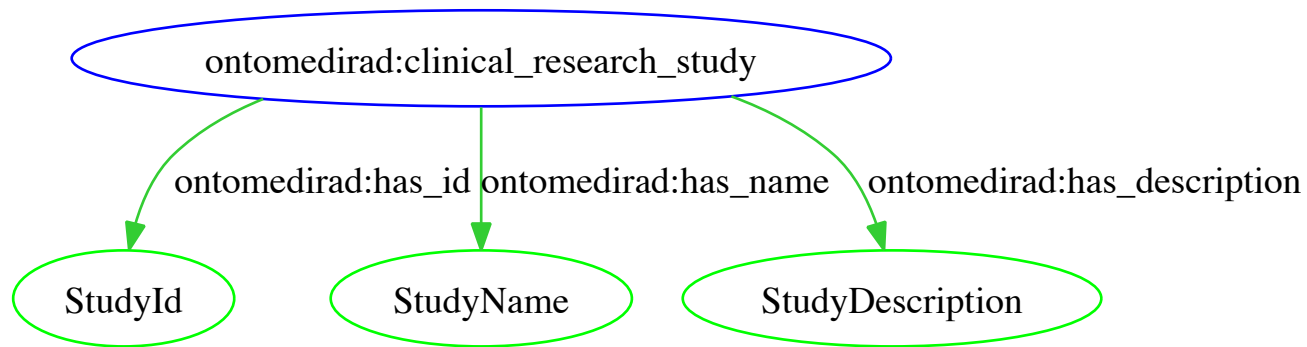 ontomedirad:clinical_research_study
ontomedirad:has_id ontomedirad:has_name ontomedirad:has_description
StudyId StudyName StudyDescription